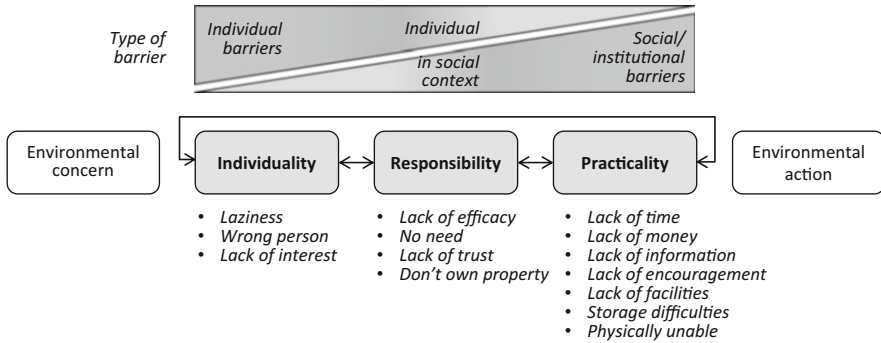 Type of
barrier
Individual
barriers
Individual
in social
context
Social/
institutional
barriers
Environmental
concern
Individuality
Responsibility
Practicality
Environmental
action
• Laziness
• Wrong person
• Lack of interest
• Lack of efficacy
• No need
• Lack of trust
• Don't own property
• Lack of time
• Lack of money
• Lack of information
• Lack of encouragement
• Lack of facilities
• Storage difficulties
• Physically unable